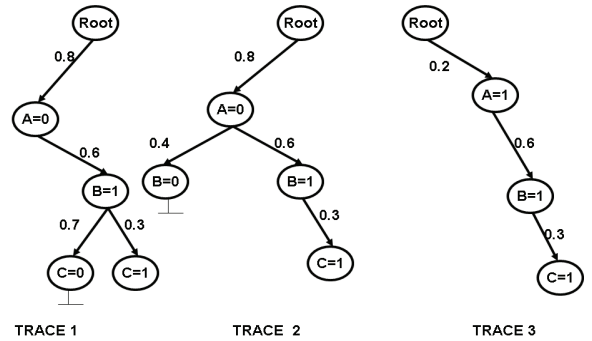 Root
Root
Root
0.8
0.8
0.2
A=0
A=0
A=1
0.6
0.4
0.6
0.6
B=1
B=0
B=1
B=1
0.7
0.3
0.3
0.3
C=0
C=1
C=1
C=1
TRACE 1
TRACE 2
TRACE 3